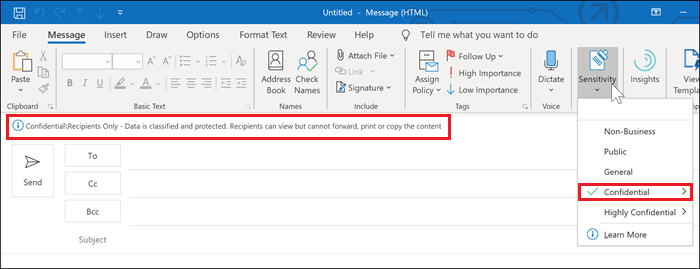 Untitled - Message (HTML)
File Message Insert Draw Options Format Text Review Help Tell me what you want to do
Paste
Clipboard
B I U
A
Basic Text
Address Book
Check Names
Names
Attach File
Link
Signature
Include
Assign Policy
Follow Up
High Importance
Low Importance
Tags
Dictate
Voice
Sensitivity
Insights
View
Templ
Non-Business
Public
General
Confidential
Highly Confidential
Learn More
Confidential\Recipients Only - Data is classified and protected. Recipients can view but cannot forward, print or copy the content
Send
To
Cc
Bcc
Subject